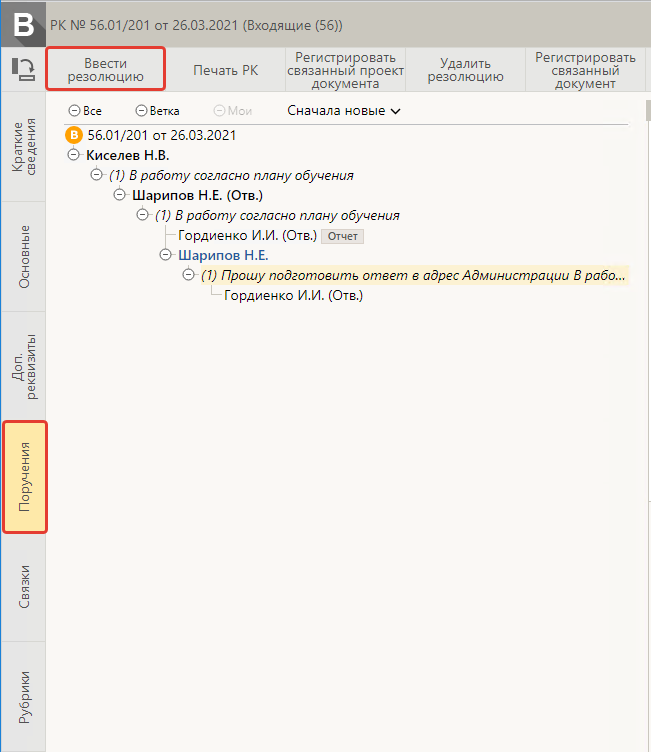 В РК № 56.01/201 от 26.03.2021 (Входящие (56))
Ввести
резолюцию
Печать РК
Регистрировать
связанный проект
документа
Удалить
резолюцию
Регистрировать
связанный
документ
Краткие
сведения
Основные
Доп.
реквизиты
Поручения
Связки
Рубрики
Все Ветка Мои Сначала новые
В 56.01/201 от 26.03.2021
Киселев Н.В.
(1) В работу согласно плану обучения
Шарипов Н.Е. (Отв.)
(1) В работу согласно плану обучения
Гордиенко И.И. (Отв.) Отчет
Шарипов Н.Е.
(1) Прошу подготовить ответ в адрес Администрации В рабо...
Гордиенко И.И. (Отв.)